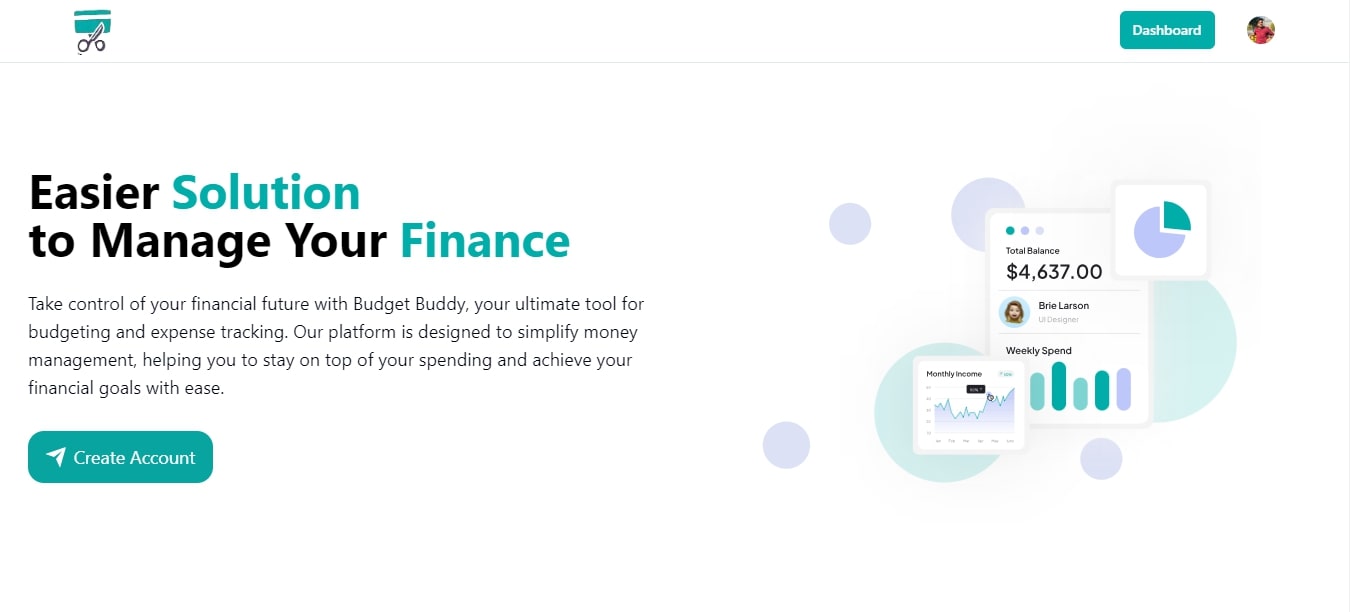 Dashboard
Easier Solution
to Manage Your Finance
Take control of your financial future with Budget Buddy, your ultimate tool for
budgeting and expense tracking. Our platform is designed to simplify money
management, helping you to stay on top of your spending and achieve your
financial goals with ease.
Create Account
Total Balance
$4,637.00
Brie Larson
UI Designer
Weekly Spend
Monthly Income